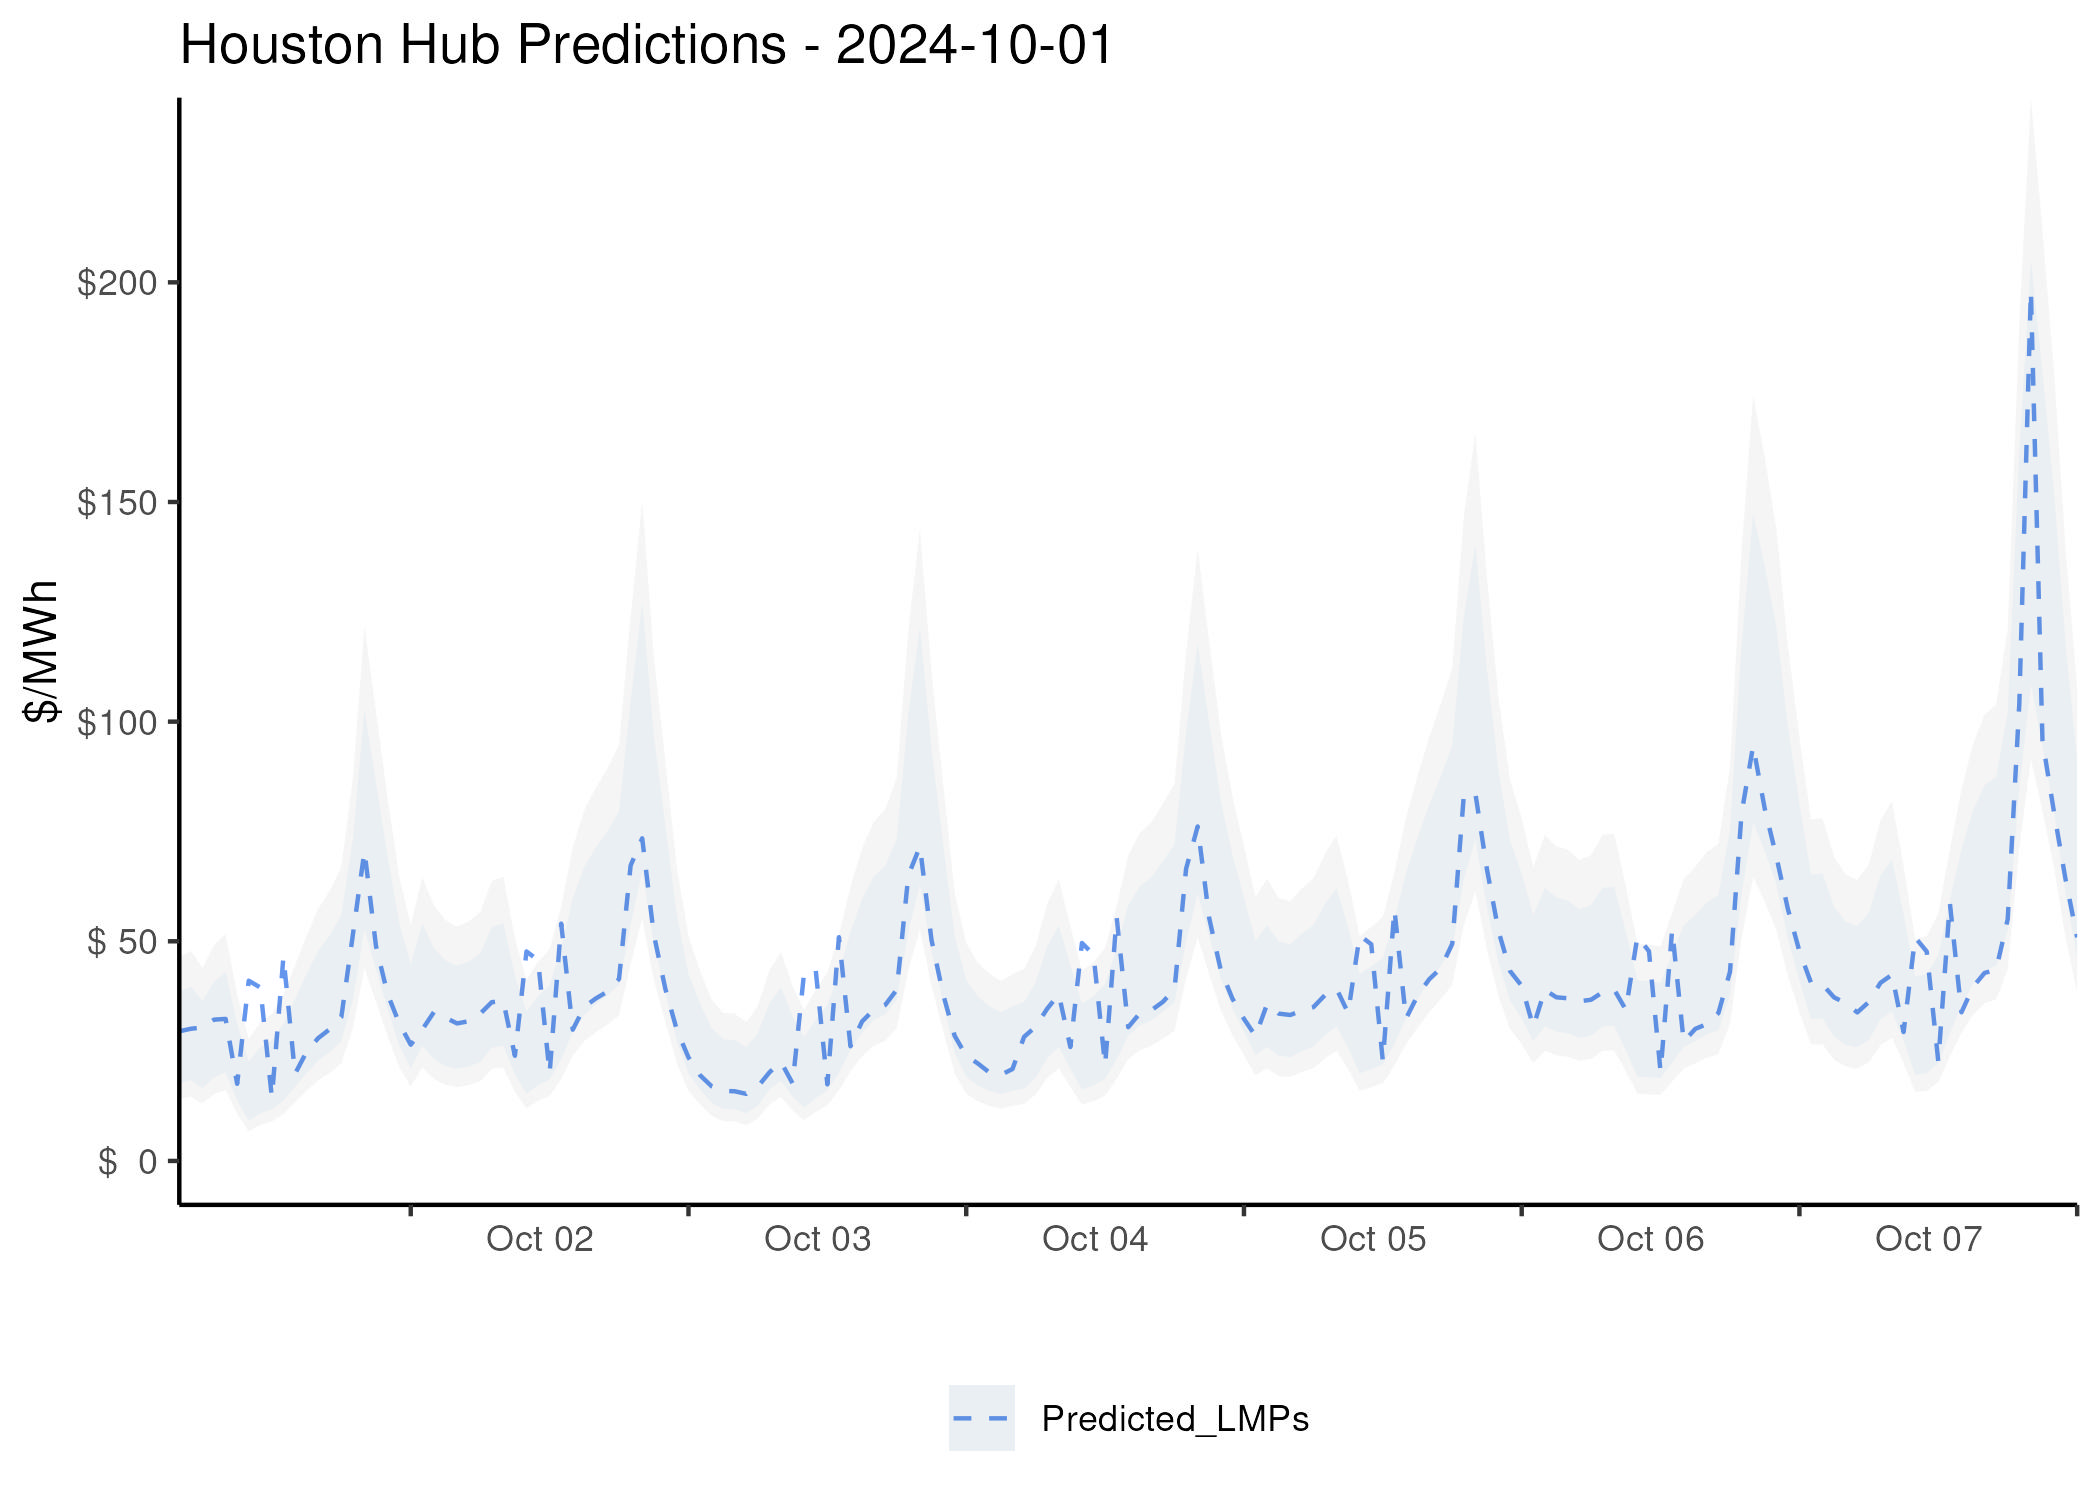 Houston Hub Predictions - 2024-10-01
$/MWh
$200
$150
$100
$ 50
$  0
Oct 02 Oct 03 Oct 04 Oct 05 Oct 06 Oct 07
Predicted_LMPs